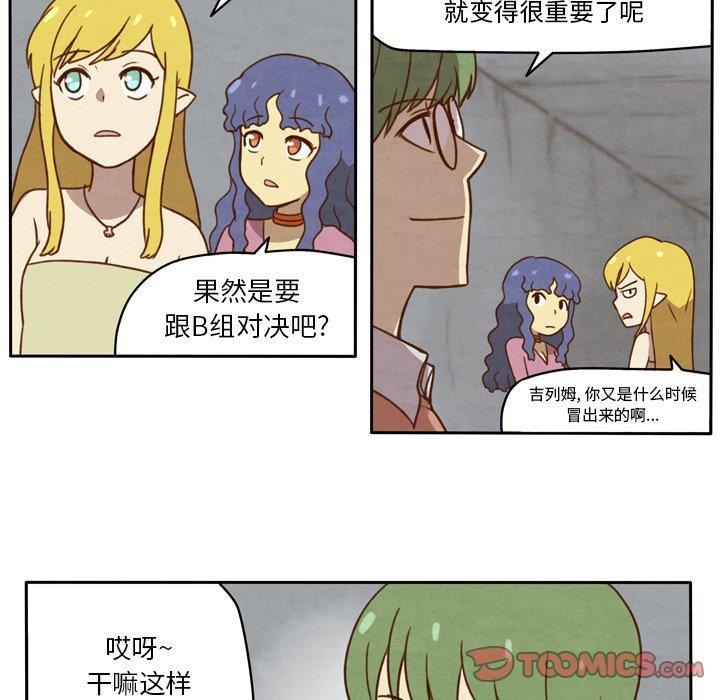 果然是要
跟B组对决吧?
就变得很重要了呢
吉列姆, 你又是什么时候
冒出来的啊...
哎呀~
干嘛这样
TOOMICS.COM